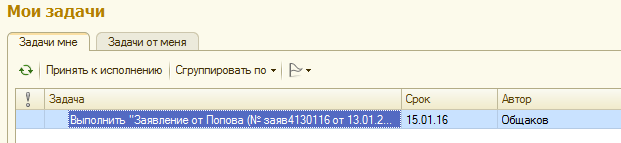 Мои задачи
Задачи мне Задачи от меня
Принять к исполнению Сгруппировать по
! Задача Срок Автор
Выполнить "Заявление от Попова (№ заяв4130116 от 13.01.2... 15.01.16 Общаков